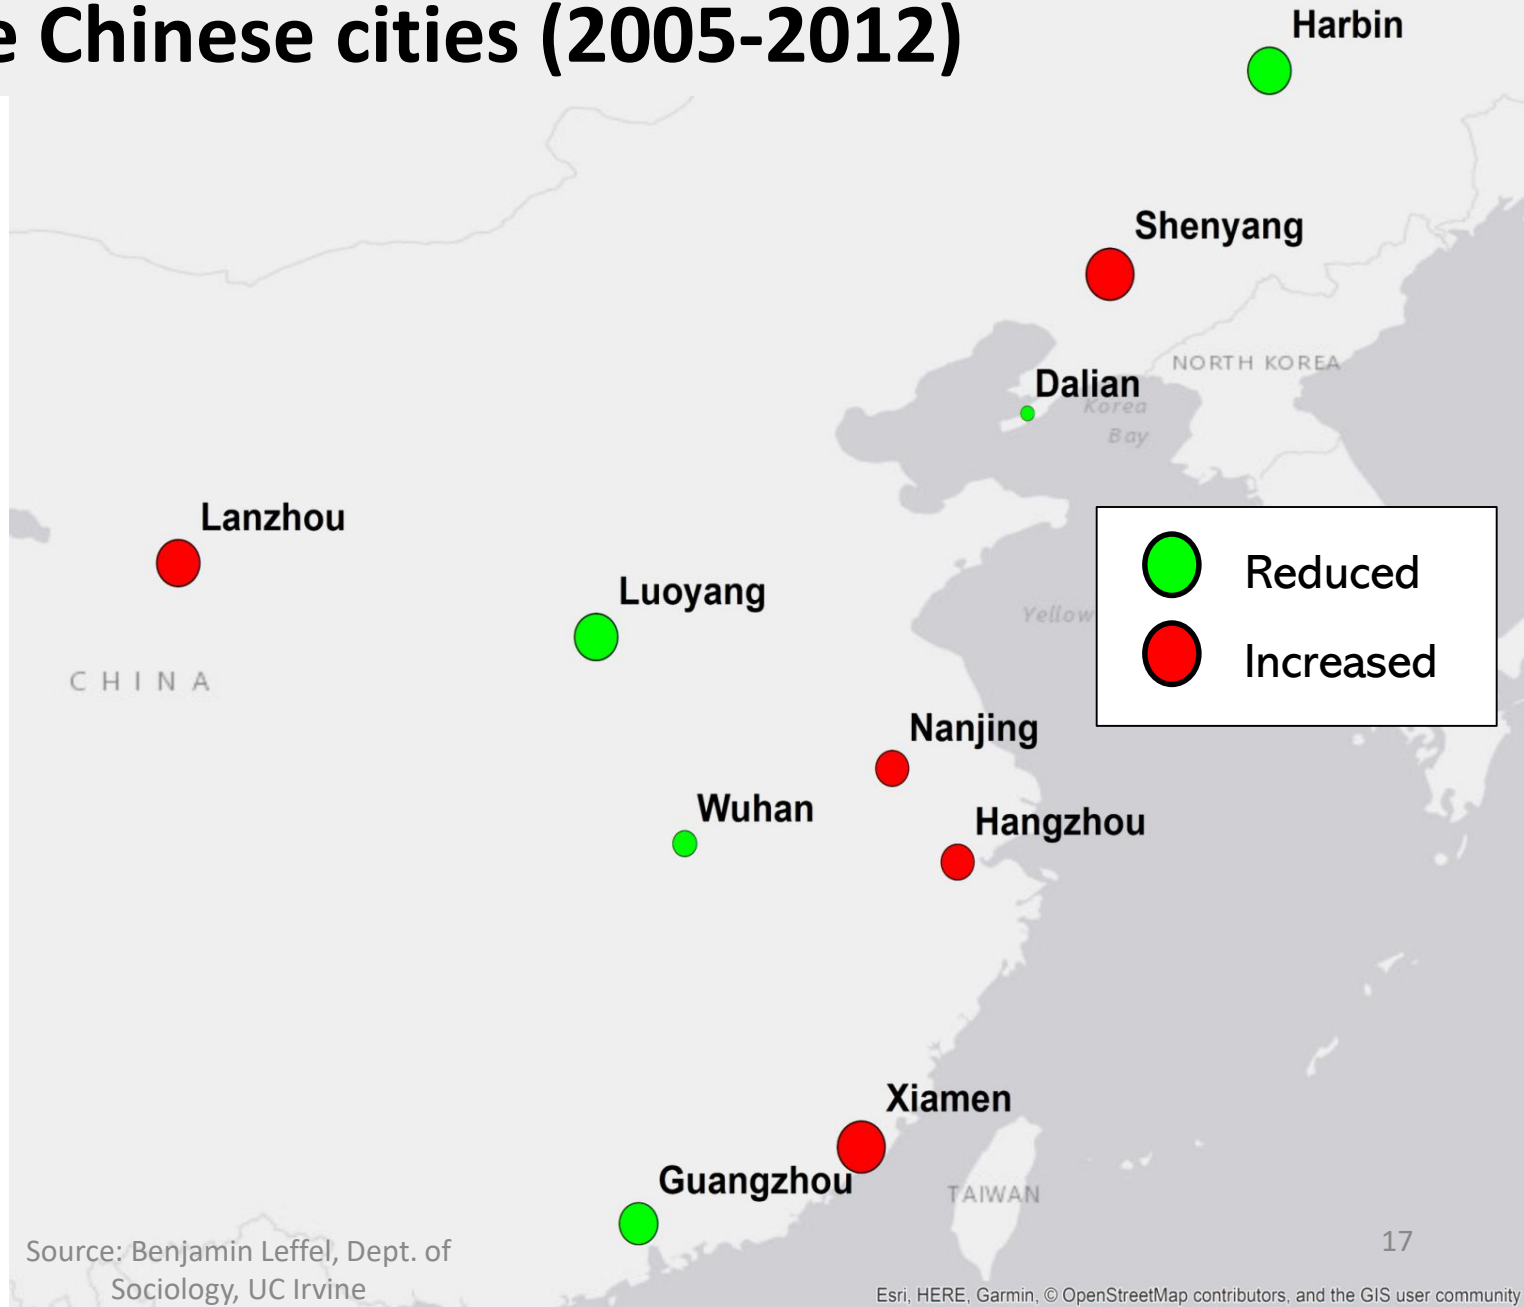 e Chinese cities (2005-2012)
Harbin
Shenyang
NORTH KOREA
Dalian
Korea
Bay
Lanzhou
Luoyang
Reduced
Yellow
Increased
CHINA
Nanjing
Wuhan
Hangzhou
Xiamen
Guangzhou
TAIWAN
17
Source: Benjamin Leffel, Dept. of
Sociology, UC Irvine
Esri, HERE, Garmin, © OpenStreetMap contributors, and the GIS user community